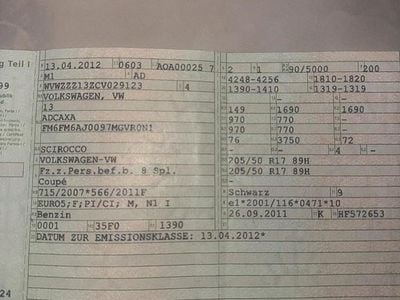 g Teil I
13.04.2012 0603 AOA00025 7 2 1 90/5000 200
M1 AD 4248-4256 1810-1820
WVWZZZ13ZCV029123 4 1390-1410 1319-1319
VOLKSWAGEN, VW - -
13 149 1690 1690
ADCAXA 970 770 -
FM6FM6AJ0097MGVR0N1 970 770 -
76 3750 72
SCIROCCO - - 4 -
VOLKSWAGEN-VW 205/50 R17 89H
Fz.z.Pers.bef.b. 8 Spl. 205/50 R17 89H
Coupé -
715/2007*566/2011F Schwarz 9
EURO5;F;PI/CI; M, N1 I e1*2001/116*0471*10
Benzin 26.09.2011 K HF572653
0001 35F0 1390
DATUM ZUR EMISSIONSKLASSE: 13.04.2012*
99
24